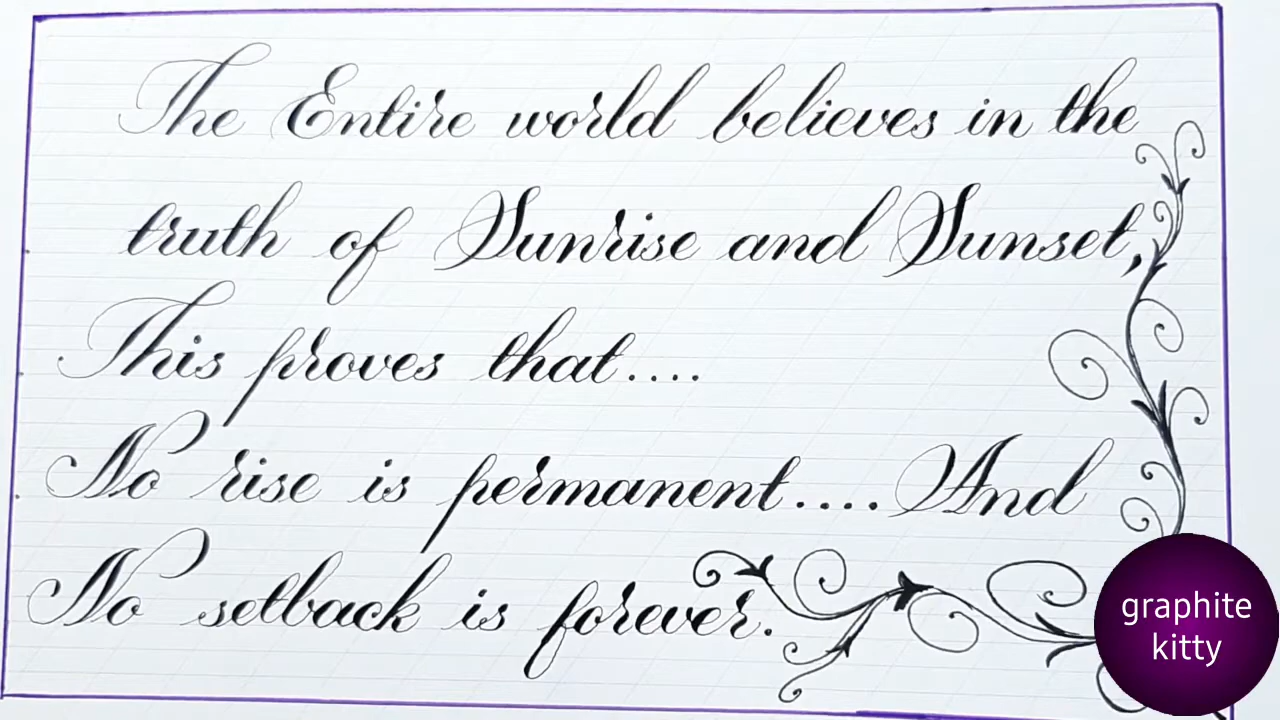 The Entire world believes in the
truth of Sunrise and Sunset,
This proves that....
No rise is permanent....And
No setback is forever.
graphite
kitty